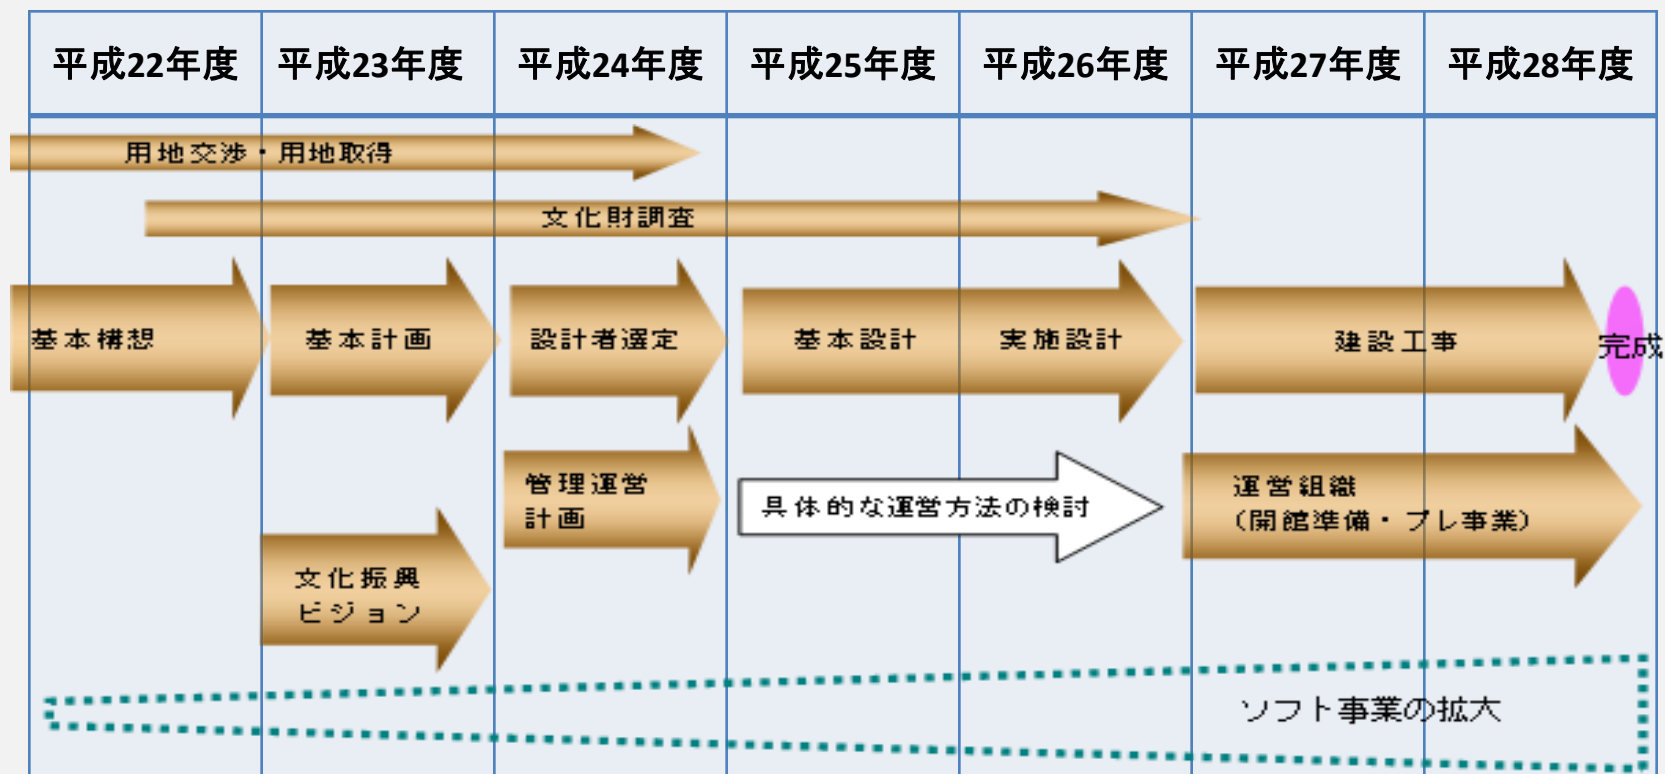 平成22年度
平成23年度
平成24年度
平成25年度
平成26年度
平成27年度
平成28年度
用地交渉・用地取得
文化財調査
基本構想
基本計画
設計者選定
基本設計
実施設計
建設工事
完成
管理運営
計画
具体的な運営方法の検討
運営組織
（開館準備・プレ事業）
文化振興
ビジョン
ソフト事業の拡大